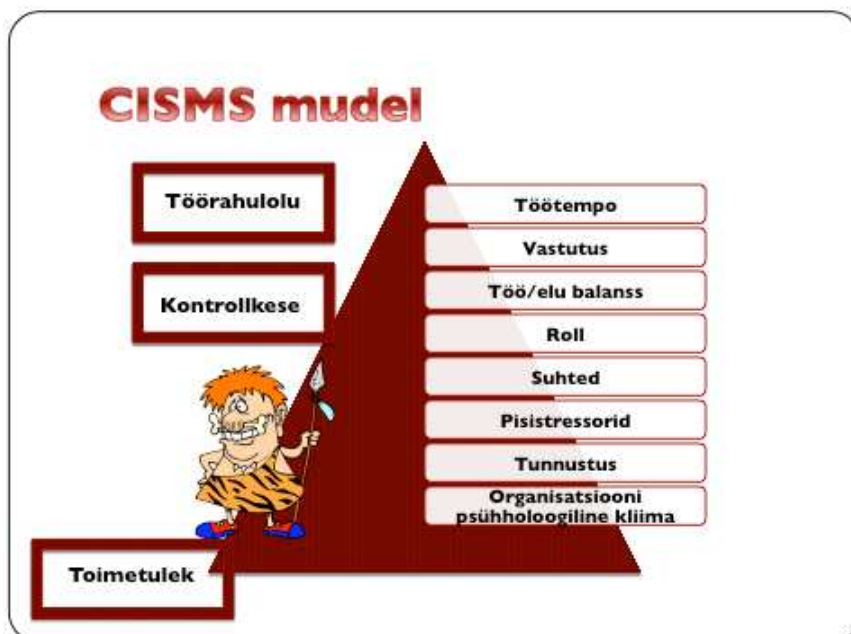 CISMS mudel
Töörahulolu
Kontrollkese
Toimetulek
Töötempo
Vastutus
Töö/elu balanss
Roll
Suhted
Pisistressorid
Tunnustus
Organisatsiooni
psühholoogiline kliima